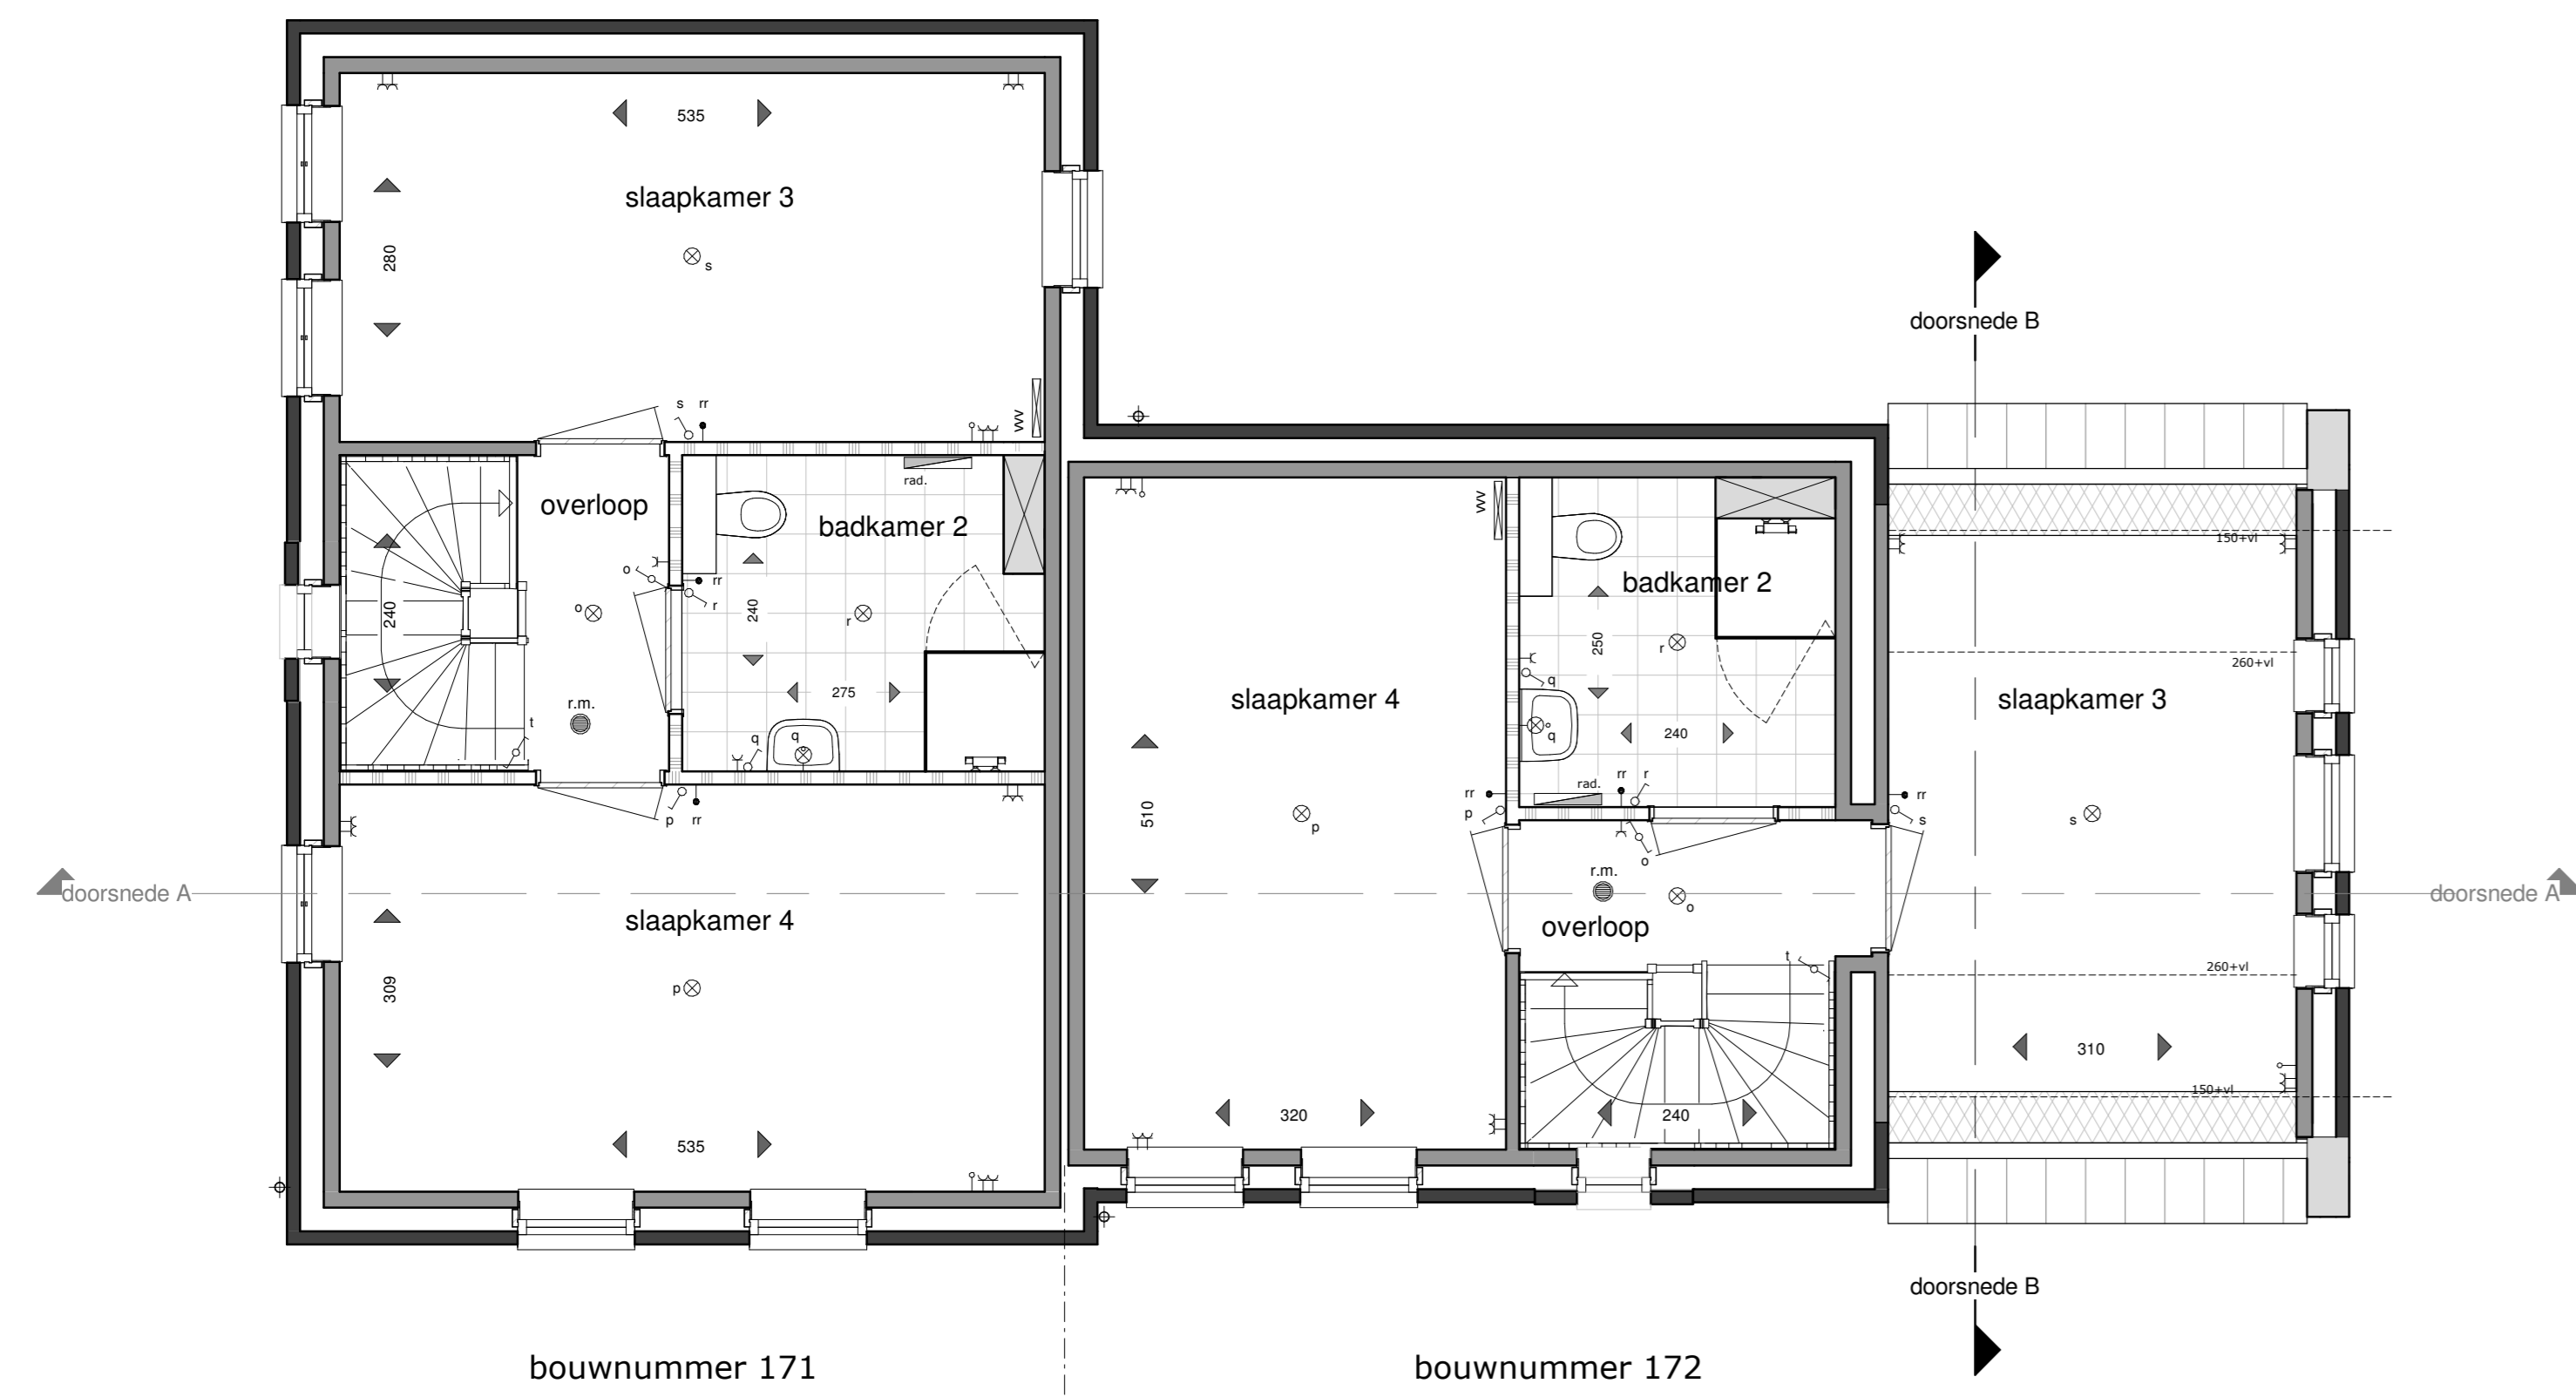 535
slaapkamer 3
280
s
s rr
VV
overloop
rad.
badkamer 2
240
o
o
rr
r
240
r
275
r.m.
t
q
q
p rr
slaapkamer 4
309
p
535
doorsnede A
VV
badkamer 2
250
r
q
q
240
slaapkamer 4
510
p
rad.
rr r
rr
p
o
r.m.
o
overloop
t
320
240
doorsnede B
150+vl
260+vl
slaapkamer 3
rr
s
s
doorsnede A
260+vl
310
150+vl
doorsnede B
bouwnummer 171
bouwnummer 172